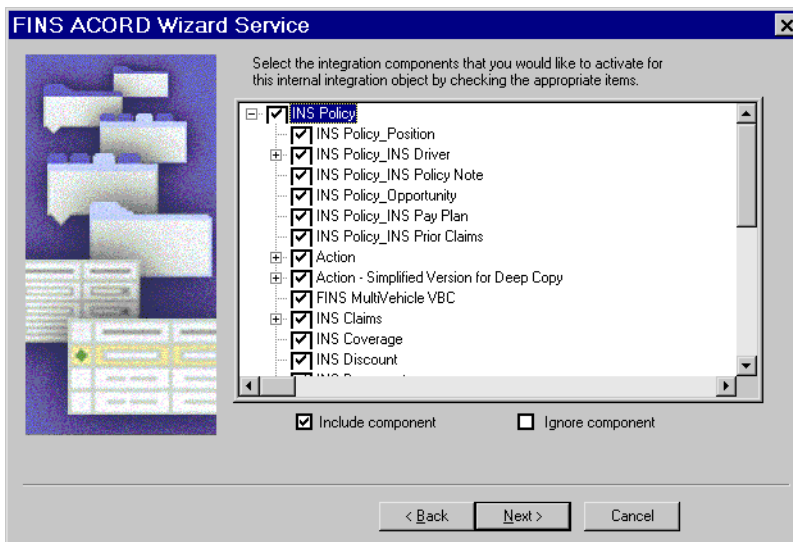 FINS ACORD Wizard Service
Select the integration components that you would like to activate for
this internal integration object by checking the appropriate items.
INS Policy
INS Policy_Position
INS Policy_INS Driver
INS Policy_INS Policy Note
INS Policy_Opportunity
INS Policy_INS Pay Plan
INS Policy_INS Prior Claims
Action
Action - Simplified Version for Deep Copy
FINS MultiVehicle VBC
INS Claims
INS Coverage
INS Discount
Include component
Ignore component
< Back
Next >
Cancel